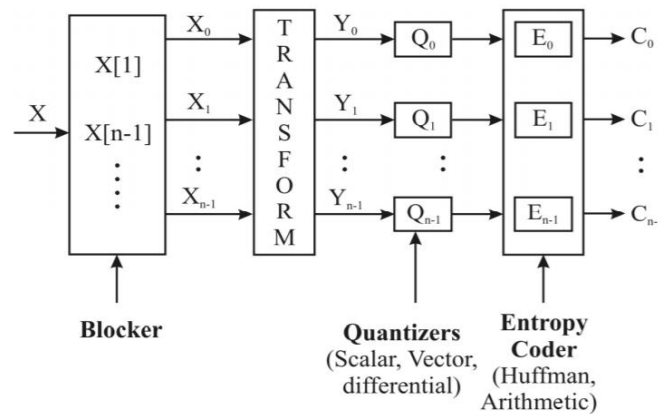 X
X[1]
X[n-1]
X₀
X₁
Xₙ₋₁
TRANSFORM
Y₀
Y₁
Yₙ₋₁
Q₀
Q₁
Qₙ₋₁
E₀
E₁
Eₙ₋₁
C₀
C₁
Cₙ₋
Blocker
Quantizers
(Scalar, Vector,
differential)
Entropy
Coder
(Huffman,
Arithmetic)